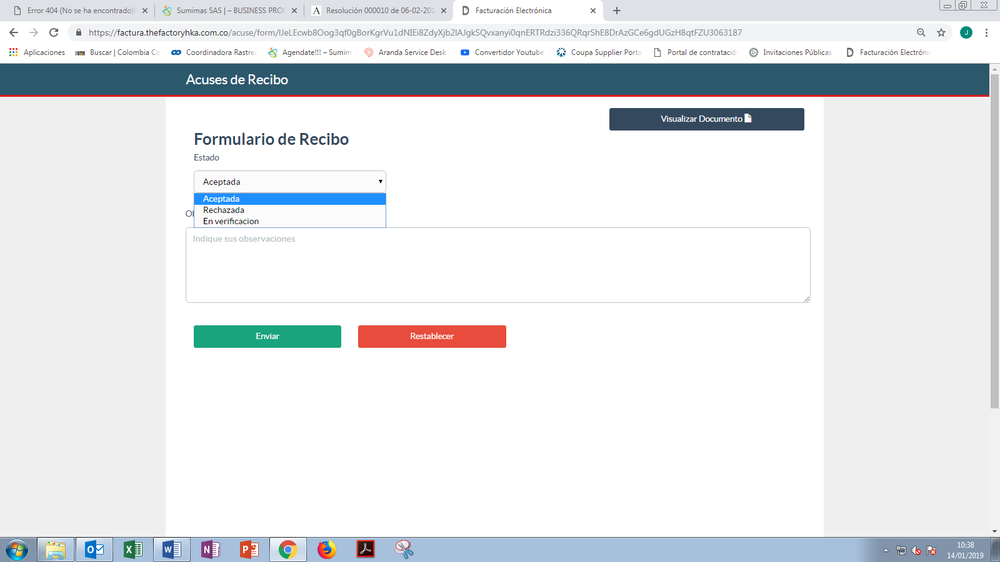 Error 404 (No se ha encontrado)!
Sumimas SAS | – BUSINESS PROC
Resolución 000010 de 06-02-201
Facturación Electrónica
https://factura.thefactoryhka.com.co/acuse/form/
Aplicaciones
Buscar | Colombia Co
Coordinadora Rastre
Agendate!!! – Sumim
Aranda Service Desk
Convertidor Youtube
Coupa Supplier Porta
Portal de contratació
Invitaciones Públicas
Facturación Electróni
Acuses de Recibo
Visualizar Documento
Formulario de Recibo
Estado
Aceptada
Aceptada
Rechazada
En verificacion
Indique sus observaciones
Enviar
Restablecer
10:38
14/01/2019